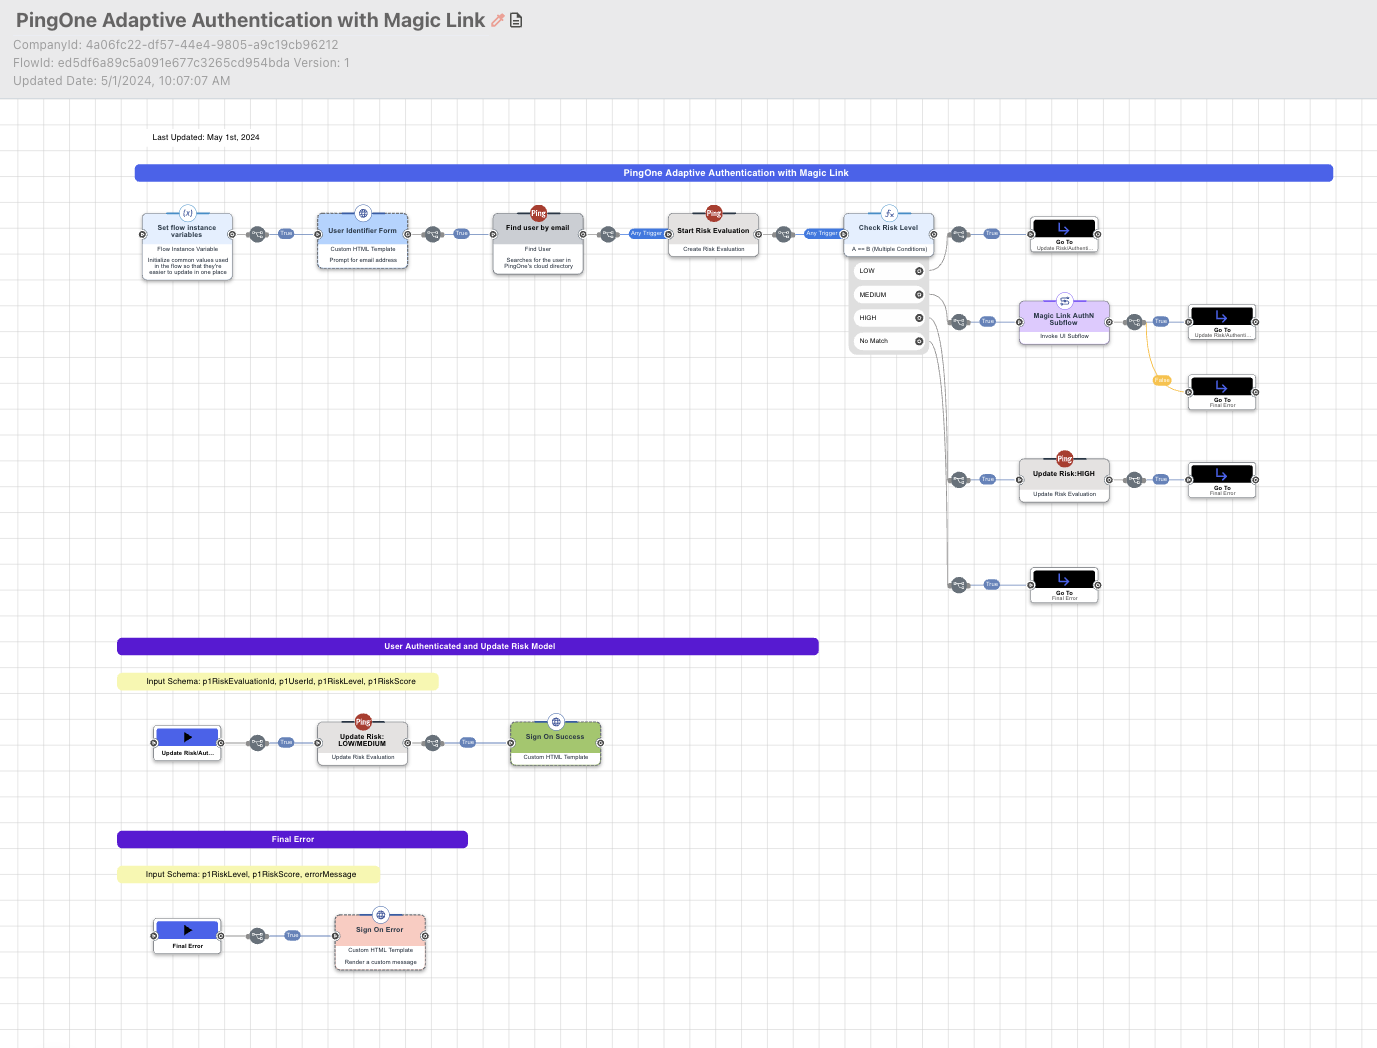 PingOne Adaptive Authentication with Magic Link
CompanyId: 4a06fc22-df57-44e4-9805-a9c19cb96212
FlowId: ed5df6a89c5a091e677c3265cd954bda Version: 1
Updated Date: 5/1/2024, 10:07:07 AM
Last Updated: May 1st, 2024
PingOne Adaptive Authentication with Magic Link
(x)
Set flow instance
variables
Flow Instance Variable
Initialize common values used
in the flow so that they're
easier to update in one place
True
User Identifier Form
Custom HTML Template
Prompt for email address
True
Ping
Find user by email
Find User
Searches for the user in
PingOne's cloud directory
Any Trigger
Ping
Start Risk Evaluation
Create Risk Evaluation
Any Trigger
Check Risk Level
A == B (Multiple Conditions)
LOW
MEDIUM
HIGH
No Match
True
Go To
Update Risk/Authenti...
True
Magic Link AuthN
Subflow
Invoke UI Subflow
True
Go To
Update Risk/Authenti...
False
Go To
Final Error
True
Ping
Update Risk:HIGH
Update Risk Evaluation
True
Go To
Final Error
True
Go To
Final Error
User Authenticated and Update Risk Model
Input Schema: p1RiskEvaluationId, p1UserId, p1RiskLevel, p1RiskScore
Update Risk/Aut...
True
Ping
Update Risk:
LOW/MEDIUM
Update Risk Evaluation
True
Sign On Success
Custom HTML Template
Final Error
Input Schema: p1RiskLevel, p1RiskScore, errorMessage
Final Error
True
Sign On Error
Custom HTML Template
Render a custom message